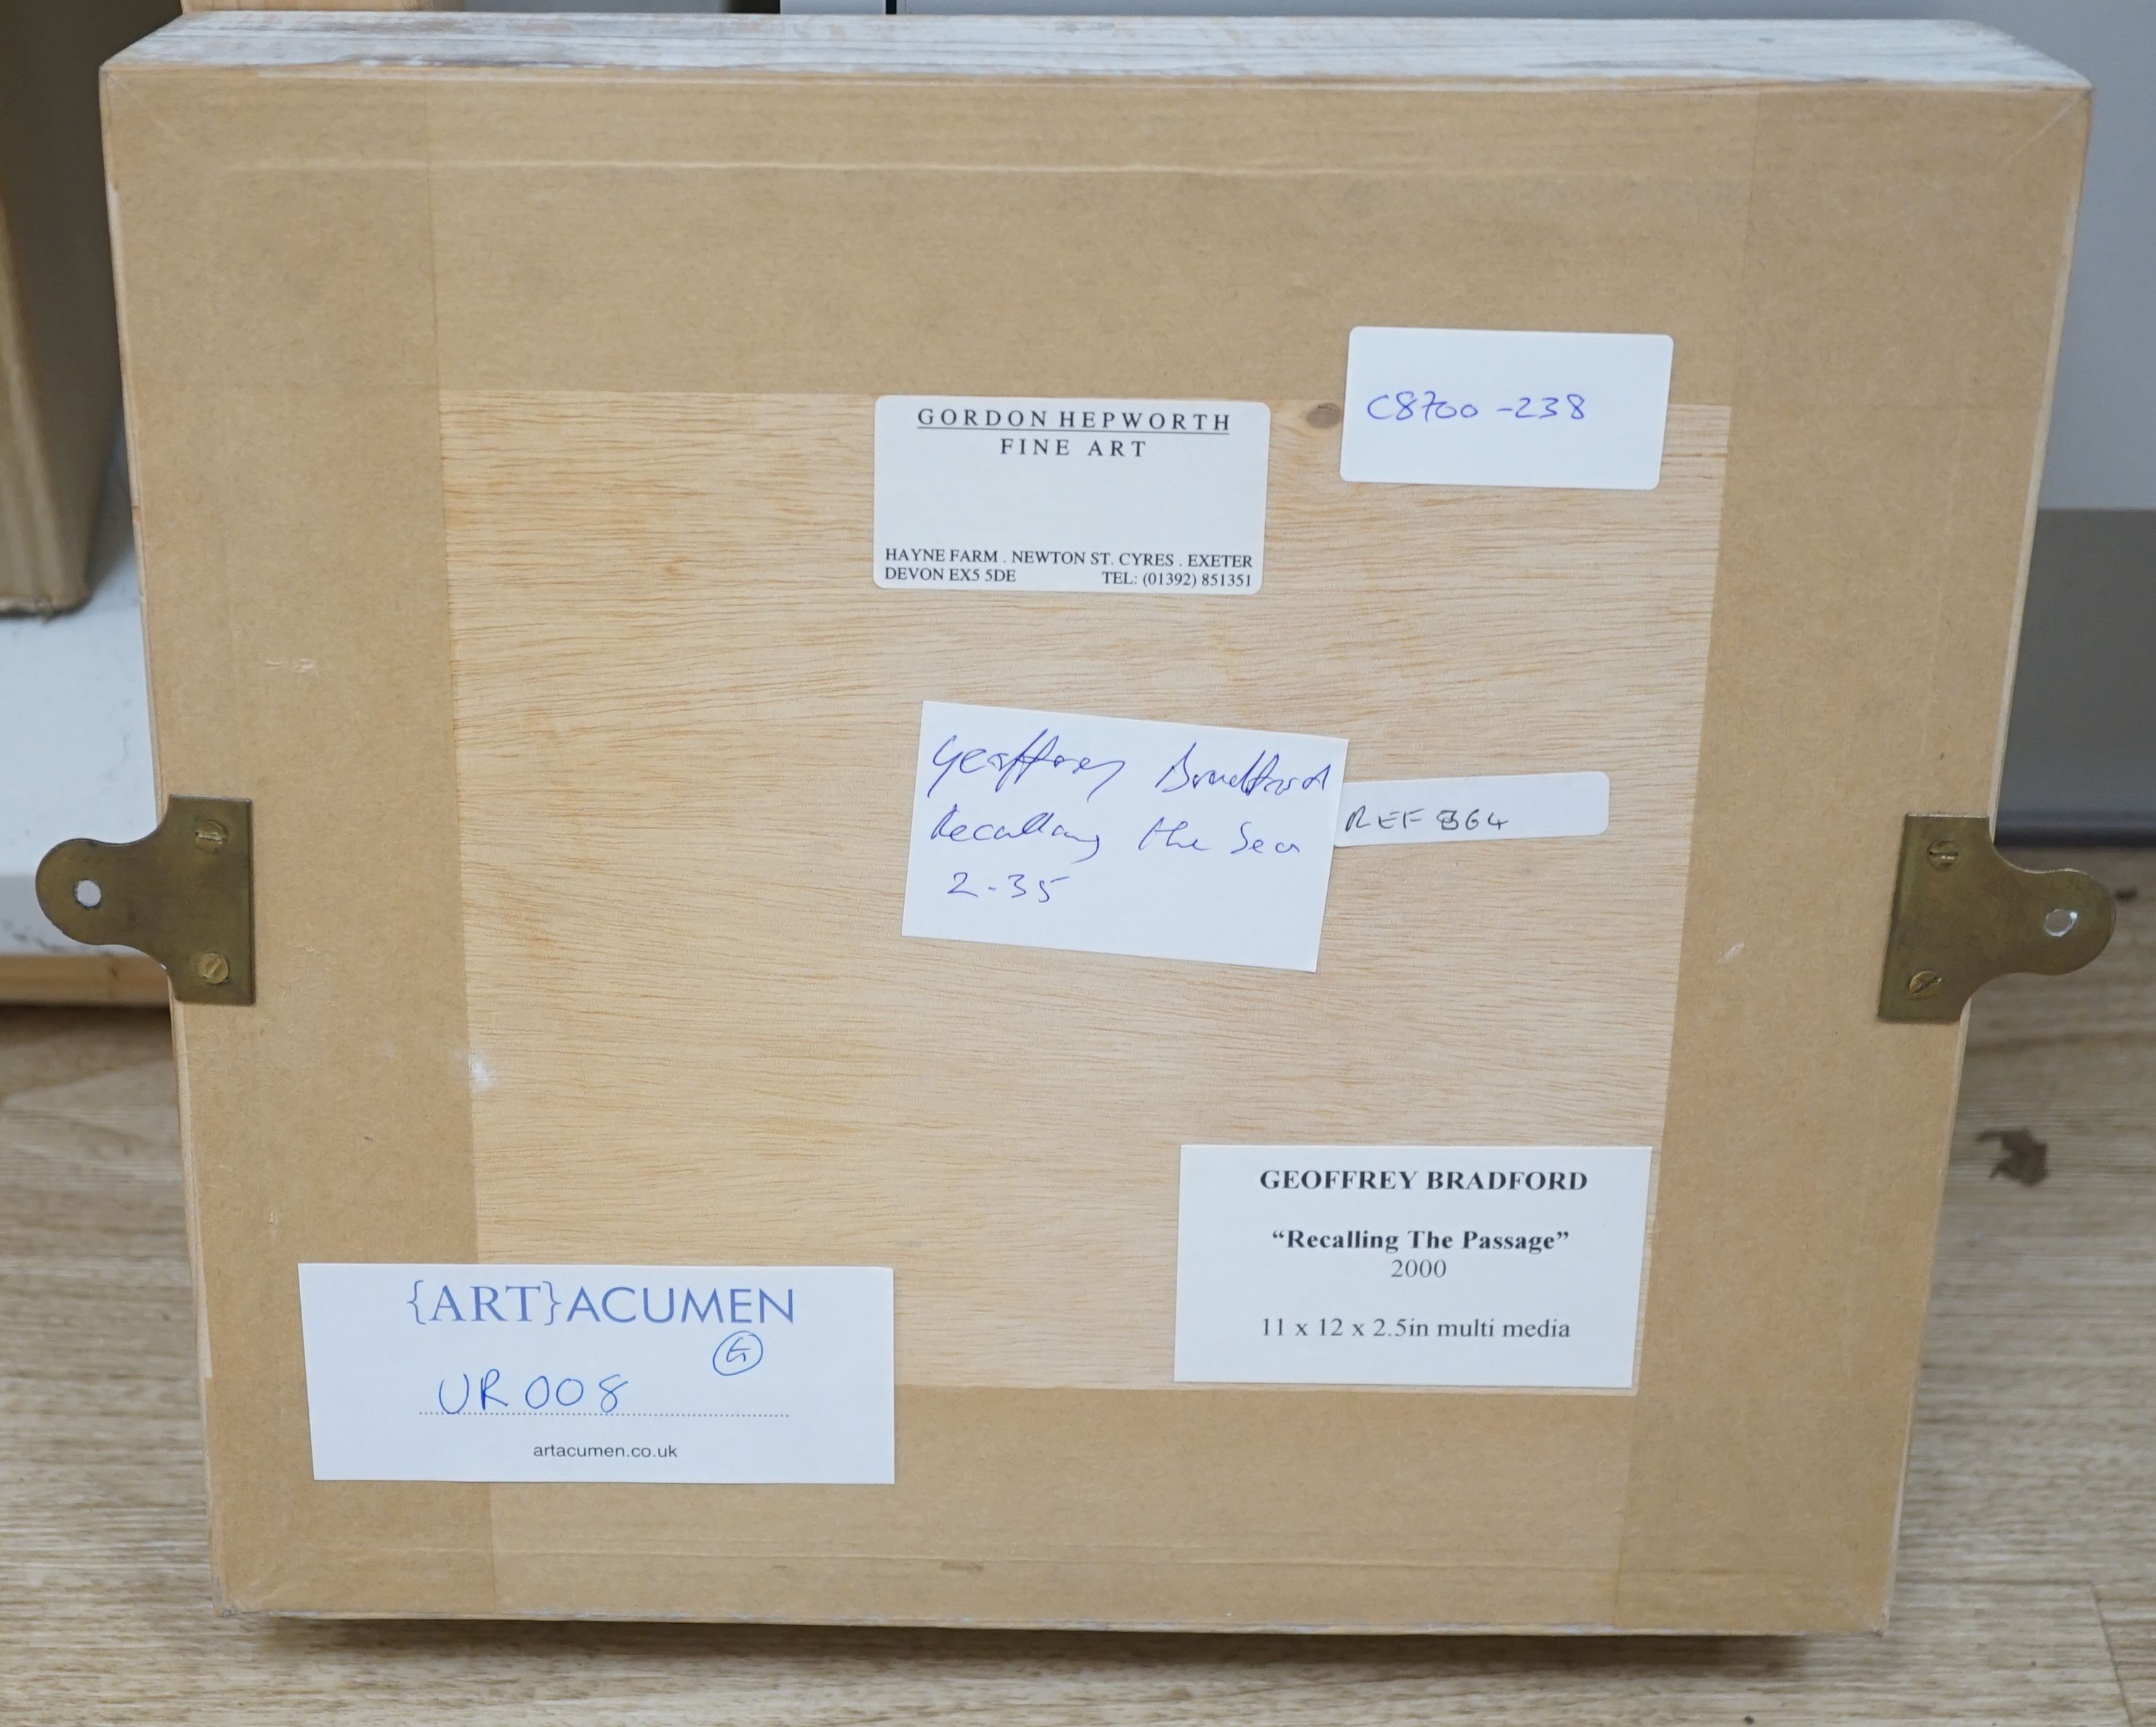 GORDON HEPWORTH
FINE ART
HAYNE FARM . NEWTON ST. CYRES . EXETER
DEVON EX5 5DE TEL: (01392) 851351
C8700-238
Geoffrey Bradford
Recalling the Sea
2-35
REF 864
GEOFFREY BRADFORD
“Recalling The Passage”
2000
11 x 12 x 2.5in multi media
{ART}ACUMEN
G
UR008
artacumen.co.uk